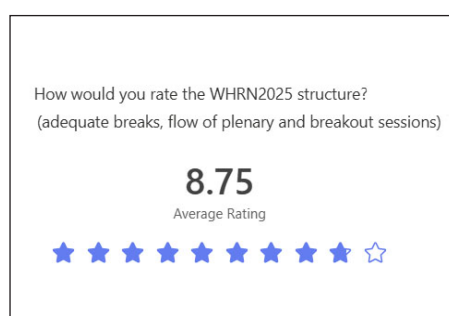 How would you rate the WHRN2025 structure?
(adequate breaks, flow of plenary and breakout sessions)
8.75
Average Rating